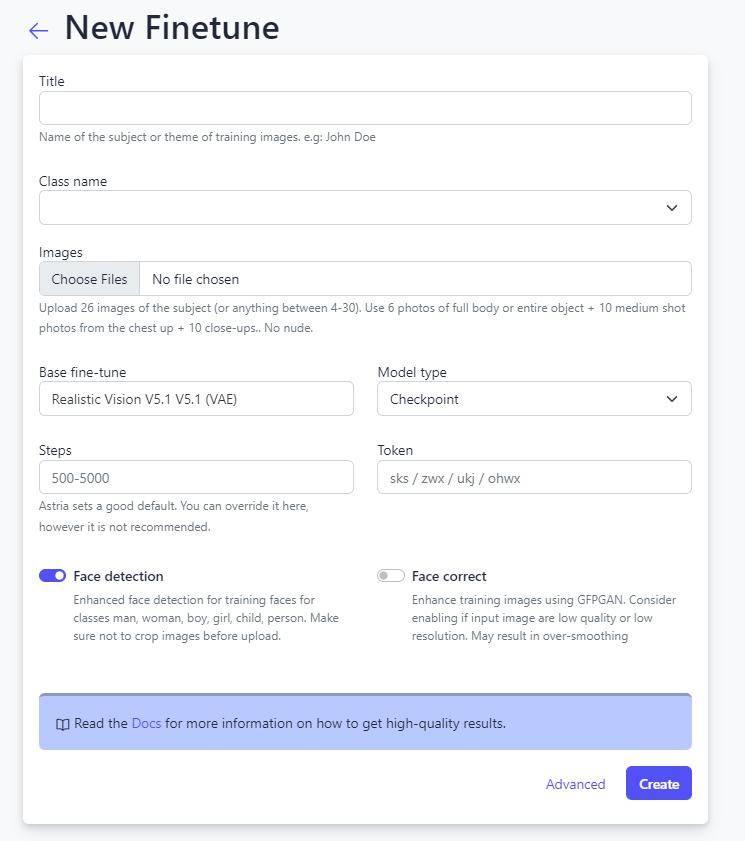 New Finetune
Title
Name of the subject or theme of training images. e.g: John Doe
Class name
Images
Choose Files No file chosen
Upload 26 images of the subject (or anything between 4-30). Use 6 photos of full body or entire object + 10 medium shot
photos from the chest up + 10 close-ups.. No nude.
Base fine-tune
Realistic Vision V5.1 V5.1 (VAE)
Model type
Checkpoint
Steps
500-5000
Astria sets a good default. You can override it here,
however it is not recommended.
Token
sks / zwx / ukj / ohwx
Face detection
Enhanced face detection for training faces for
classes man, woman, boy, girl, child, person. Make
sure not to crop images before upload.
Face correct
Enhance training images using GFPGAN. Consider
enabling if input image are low quality or low
resolution. May result in over-smoothing
Read the Docs for more information on how to get high-quality results.
Advanced
Create